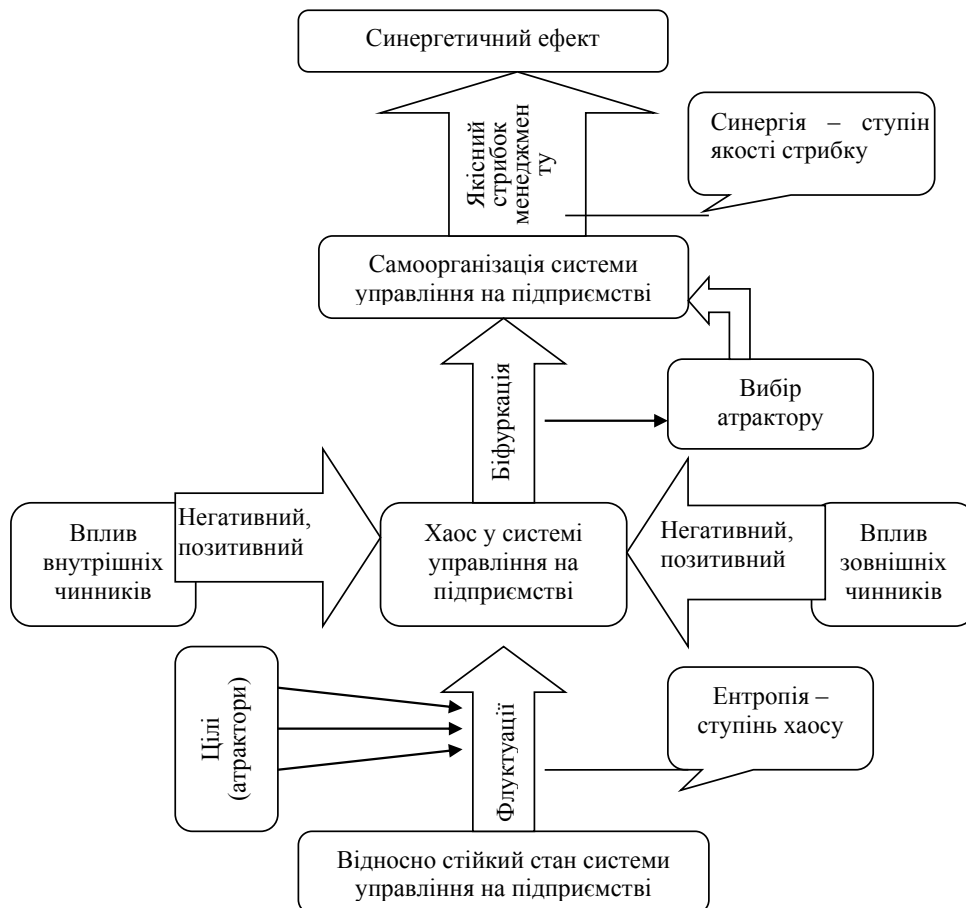 Синергетичний ефект
Якісний
стрибок
менеджмен
ту
Синергія – ступін
якості стрибку
Самоорганізація системи
управління на підприємстві
Біфуркація
Вибір
атрактору
Вплив
внутрішніх
чинників
Негативний,
позитивний
Хаос у системі
управління на
підприємстві
Негативний,
позитивний
Вплив
зовнішніх
чинників
Цілі
(атрактори)
Флуктуації
Ентропія –
ступінь хаосу
Відносно стійкий стан системи
управління на підприємстві